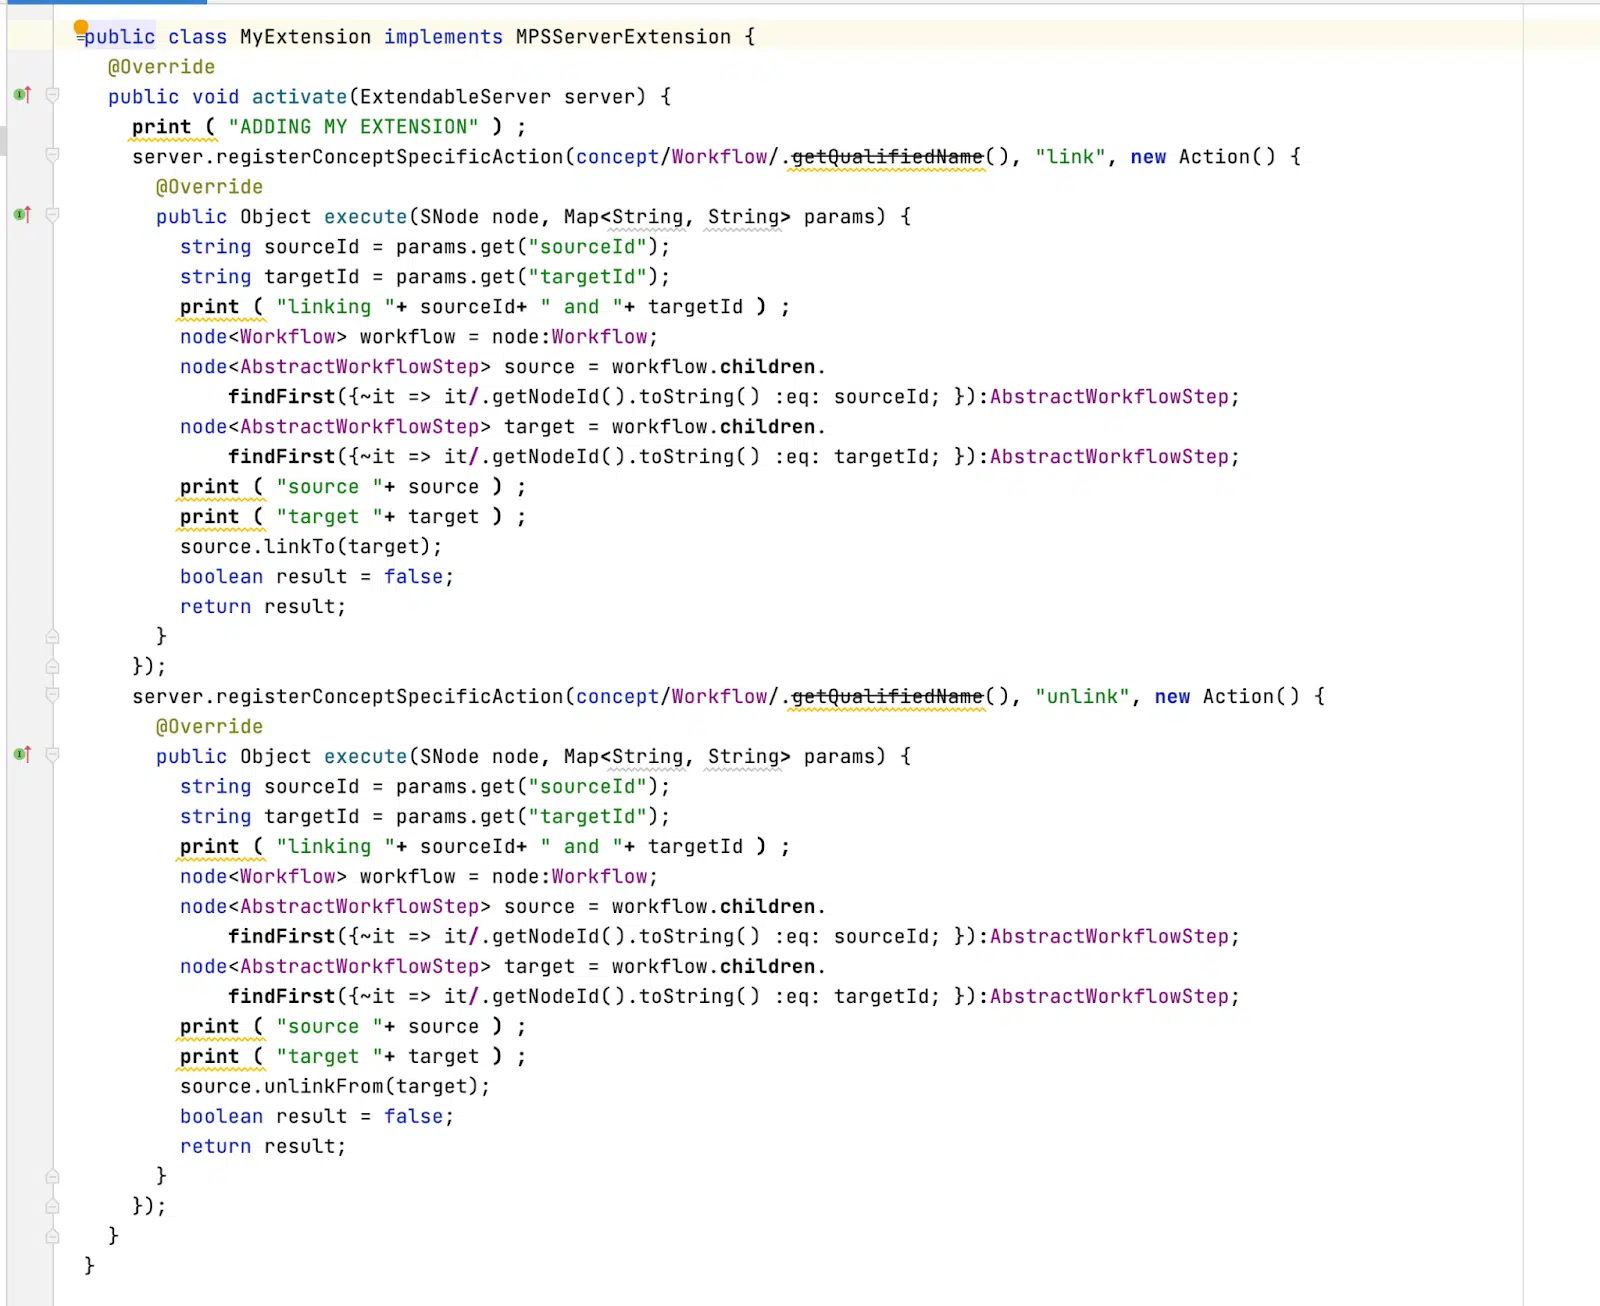 public class MyExtension implements MPSServerExtension {
@Override
public void activate(ExtendableServer server) {
print ( "ADDING MY EXTENSION" ) ;
server.registerConceptSpecificAction(concept/Workflow/.getQualifiedName(), "link", new Action() {
@Override
public Object execute(SNode node, Map<String, String> params) {
string sourceId = params.get("sourceId");
string targetId = params.get("targetId");
print ( "linking "+ sourceId+ " and "+ targetId ) ;
node<Workflow> workflow = node:Workflow;
node<AbstractWorkflowStep> source = workflow.children.
findFirst({~it => it/.getNodeId().toString() :eq: sourceId; }):AbstractWorkflowStep;
node<AbstractWorkflowStep> target = workflow.children.
findFirst({~it => it/.getNodeId().toString() :eq: targetId; }):AbstractWorkflowStep;
print ( "source "+ source ) ;
print ( "target "+ target ) ;
source.linkTo(target);
boolean result = false;
return result;
}
});
server.registerConceptSpecificAction(concept/Workflow/.getQualifiedName(), "unlink", new Action() {
@Override
public Object execute(SNode node, Map<String, String> params) {
string sourceId = params.get("sourceId");
string targetId = params.get("targetId");
print ( "linking "+ sourceId+ " and "+ targetId ) ;
node<Workflow> workflow = node:Workflow;
node<AbstractWorkflowStep> source = workflow.children.
findFirst({~it => it/.getNodeId().toString() :eq: sourceId; }):AbstractWorkflowStep;
node<AbstractWorkflowStep> target = workflow.children.
findFirst({~it => it/.getNodeId().toString() :eq: targetId; }):AbstractWorkflowStep;
print ( "source "+ source ) ;
print ( "target "+ target ) ;
source.unlinkFrom(target);
boolean result = false;
return result;
}
});
}
}